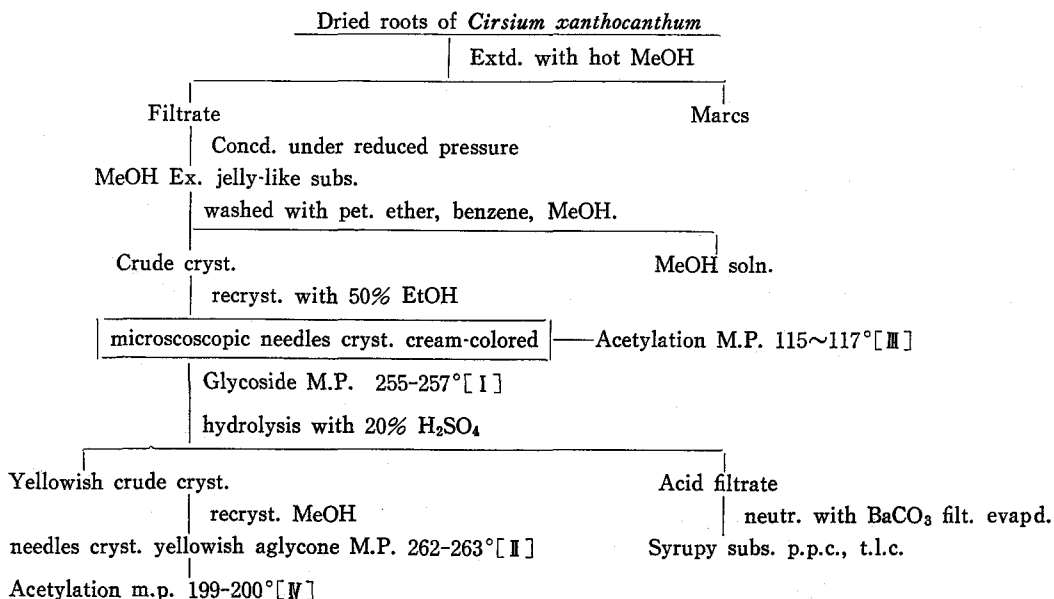 Dried roots of Cirsium xanthocanthum
Extd. with hot MeOH
Filtrate Marcs
Concd. under reduced pressure
MeOH Ex. jelly-like subs.
washed with pet. ether, benzene, MeOH.
Crude cryst. MeOH soln.
recryst. with 50% EtOH
microscoscopic needles cryst. cream-colored Acetylation M.P. 115~117°[Ⅲ]
Glycoside M.P. 255-257°[Ⅰ]
hydrolysis with 20% H₂SO₄
Yellowish crude cryst. Acid filtrate
recryst. MeOH neutr. with BaCO₃ filt. evapd.
needles cryst. yellowish aglycone M.P. 262-263°[Ⅱ] Syrupy subs. p.p.c., t.l.c.
Acetylation m.p. 199-200°[Ⅳ]